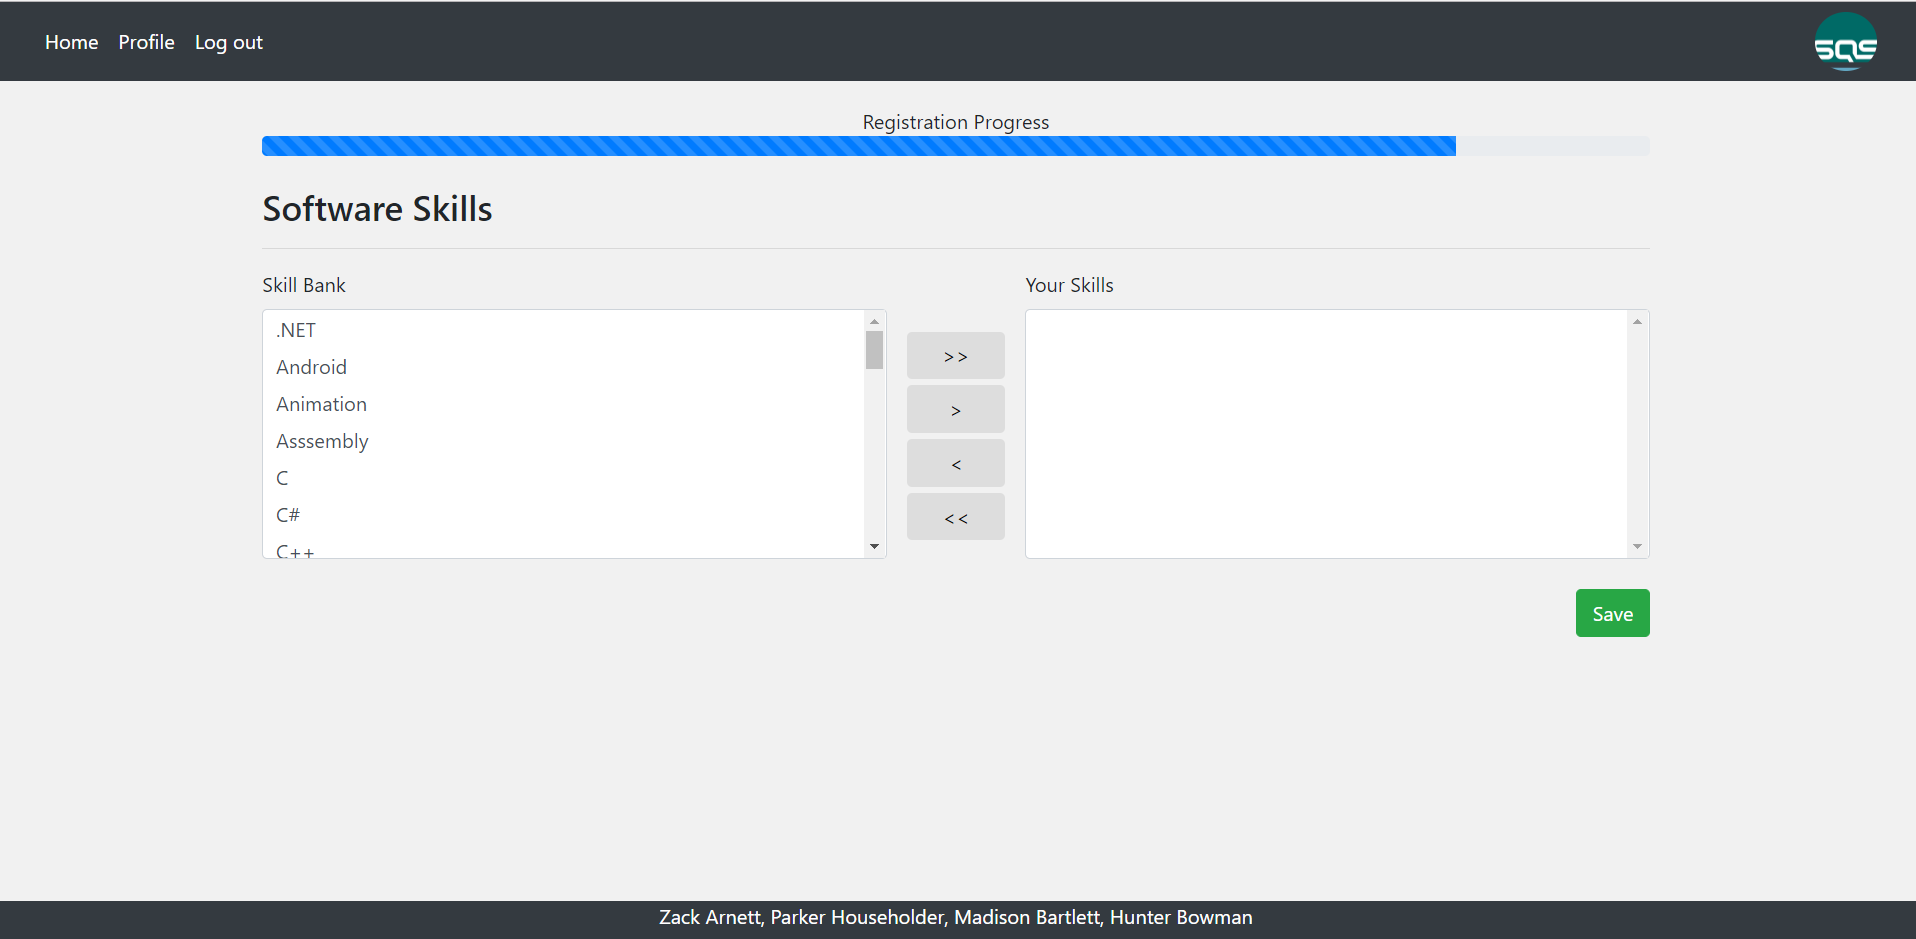 Home Profile Log out
SQS
Registration Progress
Software Skills
Skill Bank
Your Skills
.NET
Android
Animation
Asssembly
C
C#
C++
>>
>
<
<<
Save
Zack Arnett, Parker Householder, Madison Bartlett, Hunter Bowman